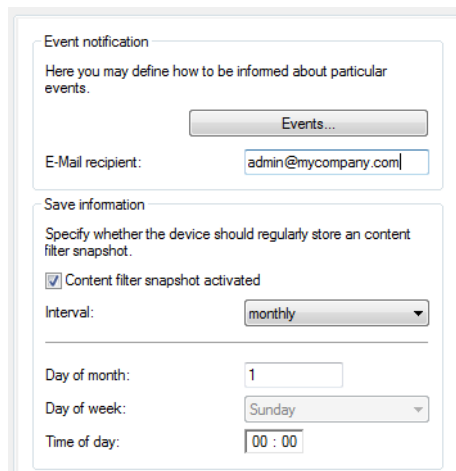 Event notification
Here you may define how to be informed about particular
events.
Events...
E-Mail recipient: admin@mycompany.com
Save information
Specify whether the device should regularly store an content
filter snapshot.
Content filter snapshot activated
Interval: monthly
Day of month: 1
Day of week: Sunday
Time of day: 00 : 00